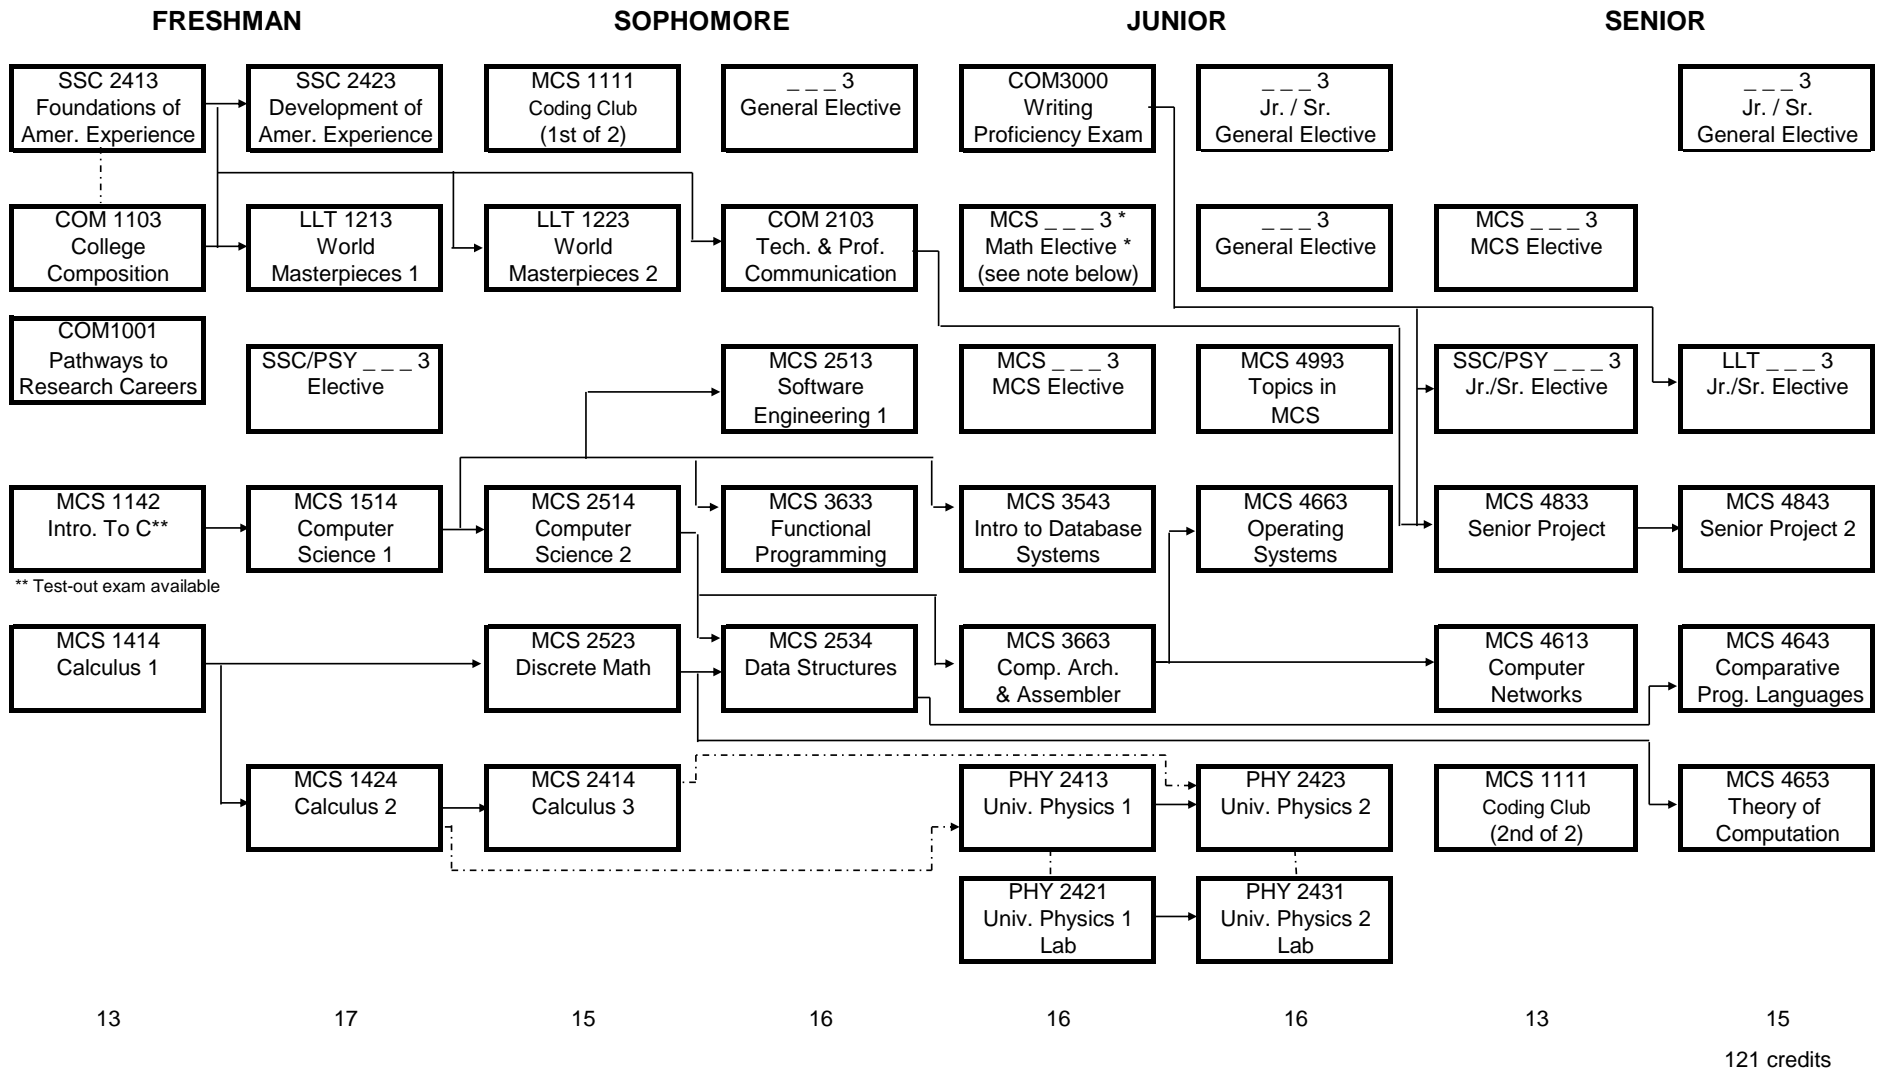 FRESHMAN
SOPHOMORE
JUNIOR
SENIOR
SSC 2413
Foundations of
Amer. Experience
SSC 2423
Development of
Amer. Experience
MCS 1111
Coding Club
(1st of 2)
_ _ _ 3
General Elective
COM3000
Writing
Proficiency Exam
_ _ _ 3
Jr. / Sr.
General Elective
_ _ _ 3
Jr. / Sr.
General Elective
COM 1103
College
Composition
LLT 1213
World
Masterpieces 1
LLT 1223
World
Masterpieces 2
COM 2103
Tech. & Prof.
Communication
MCS _ _ _ 3 *
Math Elective *
(see note below)
_ _ _ 3
General Elective
MCS _ _ _ 3
MCS Elective
COM1001
Pathways to
Research Careers
SSC/PSY _ _ _ 3
Elective
MCS 2513
Software
Engineering 1
MCS _ _ _ 3
MCS Elective
MCS 4993
Topics in
MCS
SSC/PSY _ _ _ 3
Jr./Sr. Elective
LLT _ _ _ 3
Jr./Sr. Elective
MCS 1142
Intro. To C**
MCS 1514
Computer
Science 1
MCS 2514
Computer
Science 2
MCS 3633
Functional
Programming
MCS 3543
Intro to Database
Systems
MCS 4663
Operating
Systems
MCS 4833
Senior Project
MCS 4843
Senior Project 2
** Test-out exam available
MCS 1414
Calculus 1
MCS 2523
Discrete Math
MCS 2534
Data Structures
MCS 3663
Comp. Arch.
& Assembler
MCS 4613
Computer
Networks
MCS 4643
Comparative
Prog. Languages
MCS 1424
Calculus 2
MCS 2414
Calculus 3
PHY 2413
Univ. Physics 1
PHY 2423
Univ. Physics 2
MCS 1111
Coding Club
(2nd of 2)
MCS 4653
Theory of
Computation
PHY 2421
Univ. Physics 1
Lab
PHY 2431
Univ. Physics 2
Lab
13
17
15
16
16
16
13
15
121 credits